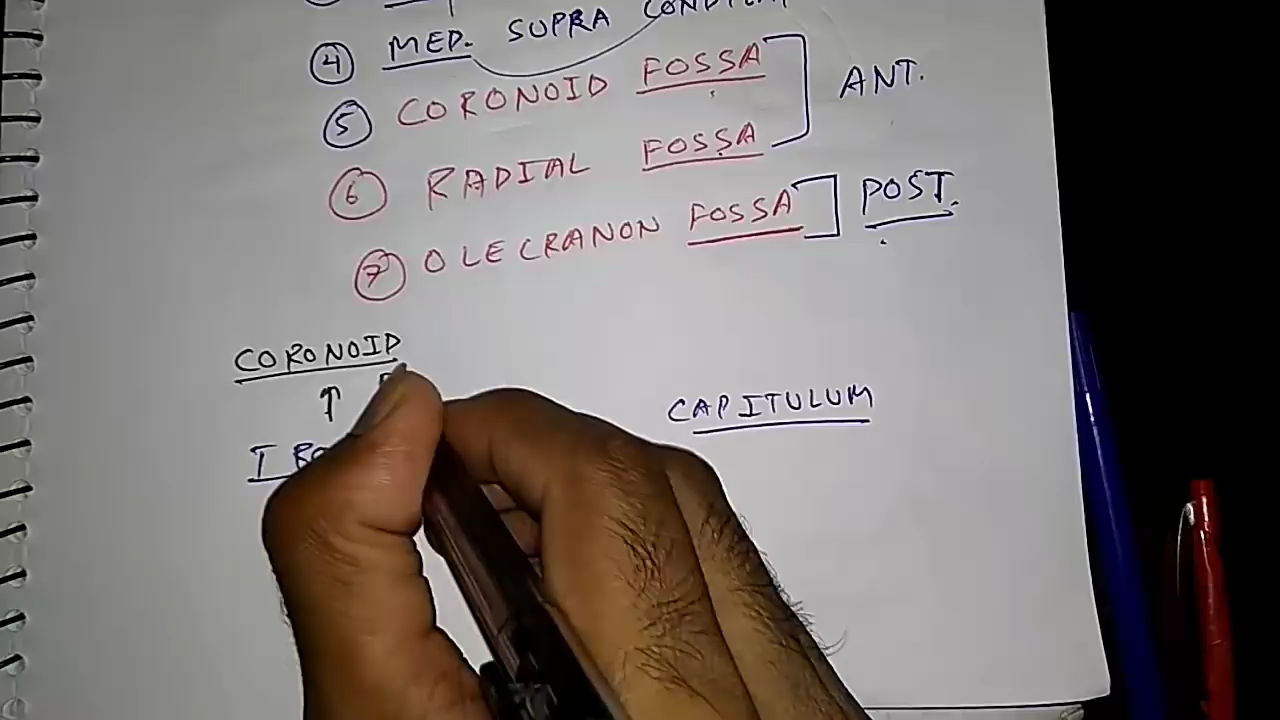 4 MED. SUPRA
5 CORONOID FOSSA
6 RADIAL FOSSA
ANT.
7 OLECRANON FOSSA
POST.
CORONOID
↑
CAPITULUM